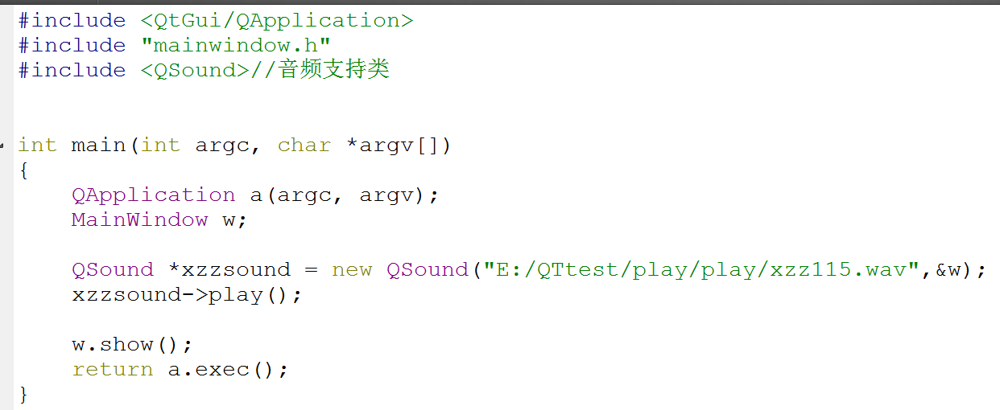 #include <QtGui/QApplication>
#include "mainwindow.h"
#include <QSound>//音频支持类
int main(int argc, char *argv[])
{
QApplication a(argc, argv);
MainWindow w;
QSound *xzzsound = new QSound("E:/QTtest/play/play/xzz115.wav",&w);
xzzsound->play();
w.show();
return a.exec();
}